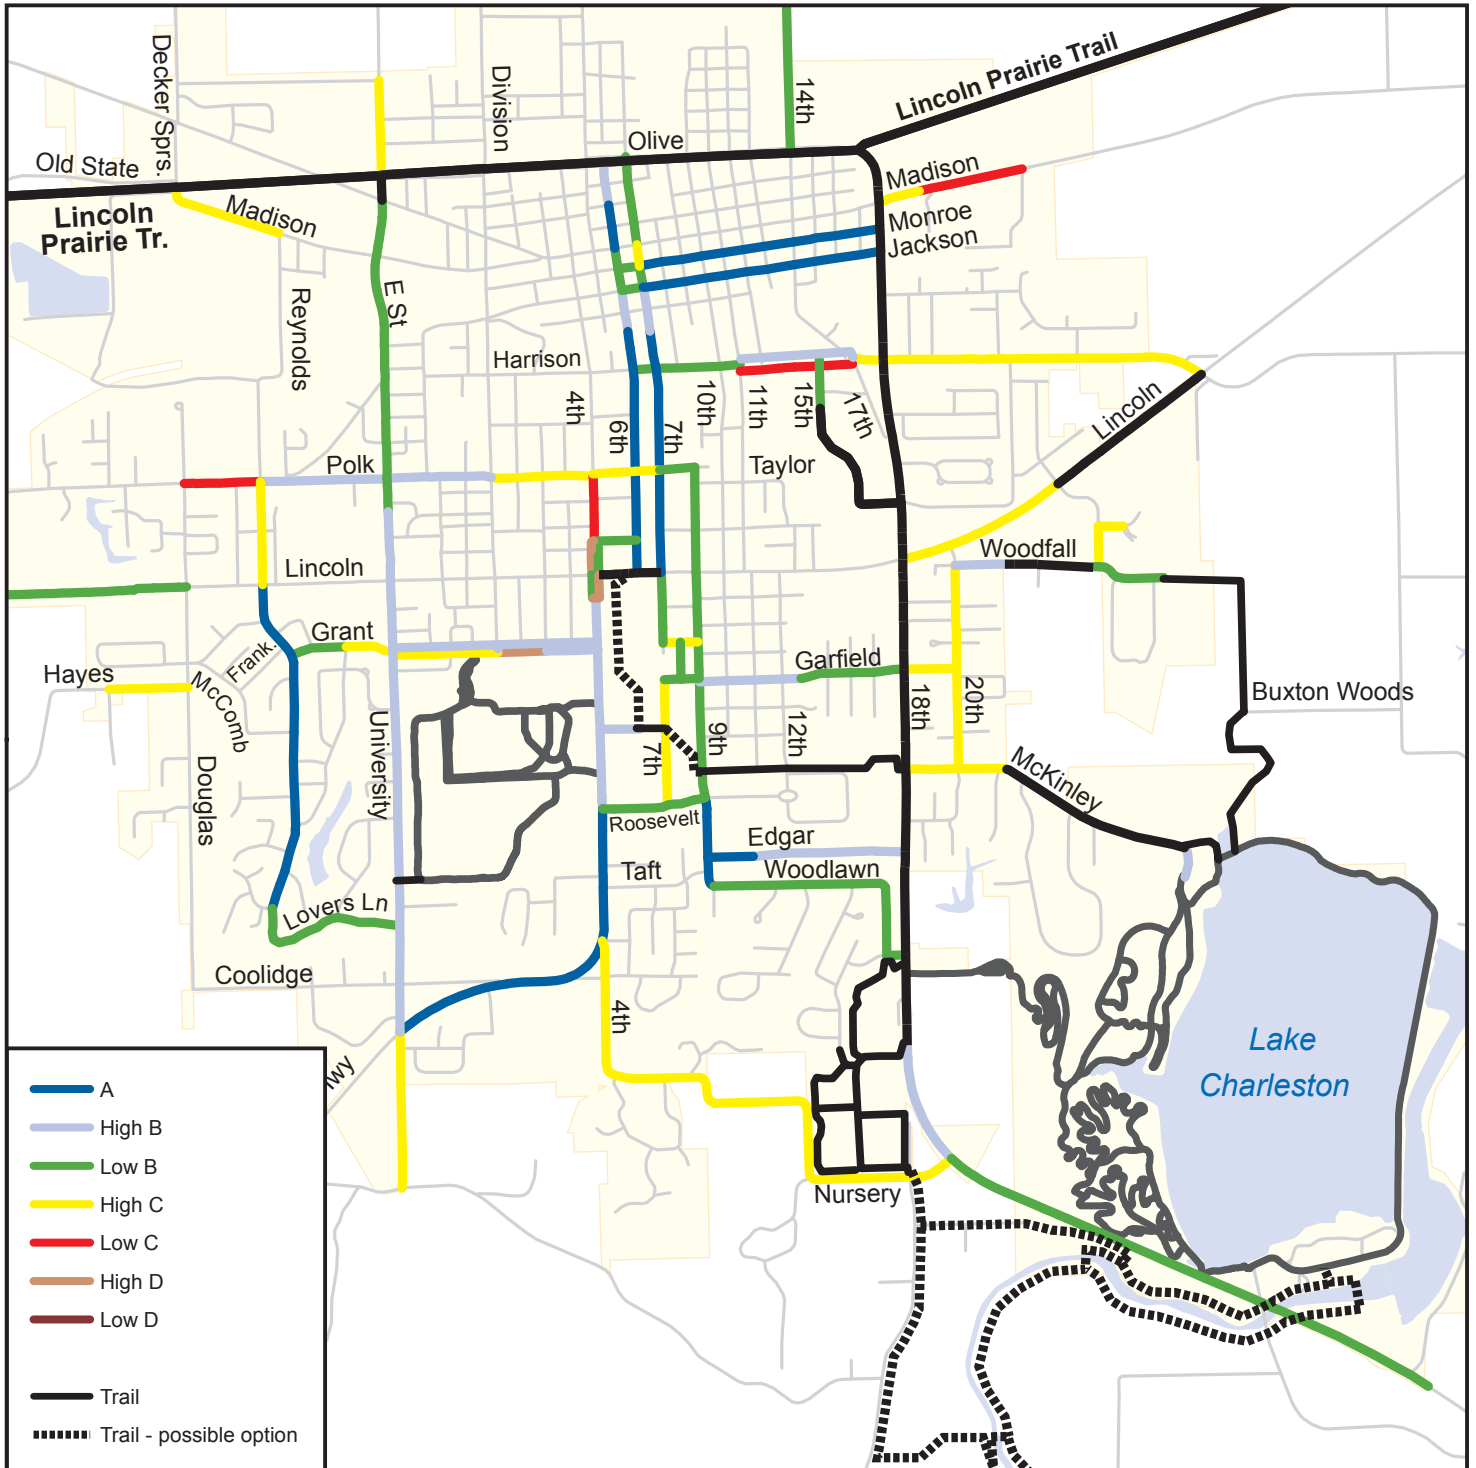 Decker Sprs.
Division
14th
Lincoln Prairie Trail
Olive
Old State
Madison
Lincoln
Prairie Tr.
Madison
Monroe
Jackson
E St
Reynolds
Harrison
4th
6th
7th
10th
11th
15th
17th
Lincoln
Polk
Taylor
Woodfall
Lincoln
Grant
Frank.
Garfield
Hayes
McComb
18th
20th
Buxton Woods
University
7th
9th
12th
McKinley
Douglas
Roosevelt
Edgar
Taft
Woodlawn
Lovers Ln
Coolidge
4th
Lake
Charleston
Hwy
Nursery
A
High B
Low B
High C
Low C
High D
Low D
Trail
Trail - possible option